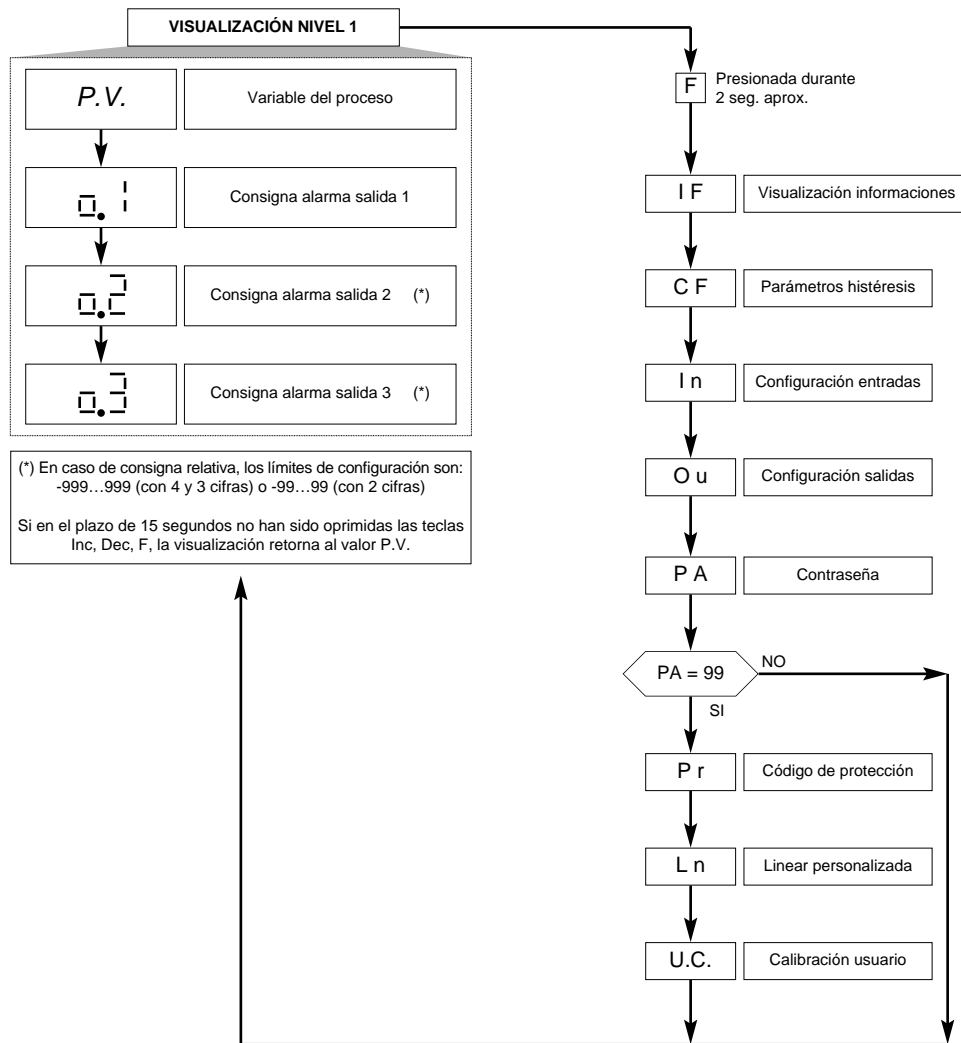 VISUALIZACIÓN NIVEL 1
P.V.
Variable del proceso
o.1
Consigna alarma salida 1
o.2
Consigna alarma salida 2 (*)
o.3
Consigna alarma salida 3 (*)
(*) En caso de consigna relativa, los límites de configuración son:
-999…999 (con 4 y 3 cifras) o -99…99 (con 2 cifras)
Si en el plazo de 15 segundos no han sido oprimidas las teclas
Inc, Dec, F, la visualización retorna al valor P.V.
F
Presionada durante
2 seg. aprox.
I F
Visualización informaciones
C F
Parámetros histéresis
I n
Configuración entradas
O u
Configuración salidas
P A
Contraseña
PA = 99
NO
SI
P r
Código de protección
L n
Linear personalizada
U.C.
Calibración usuario